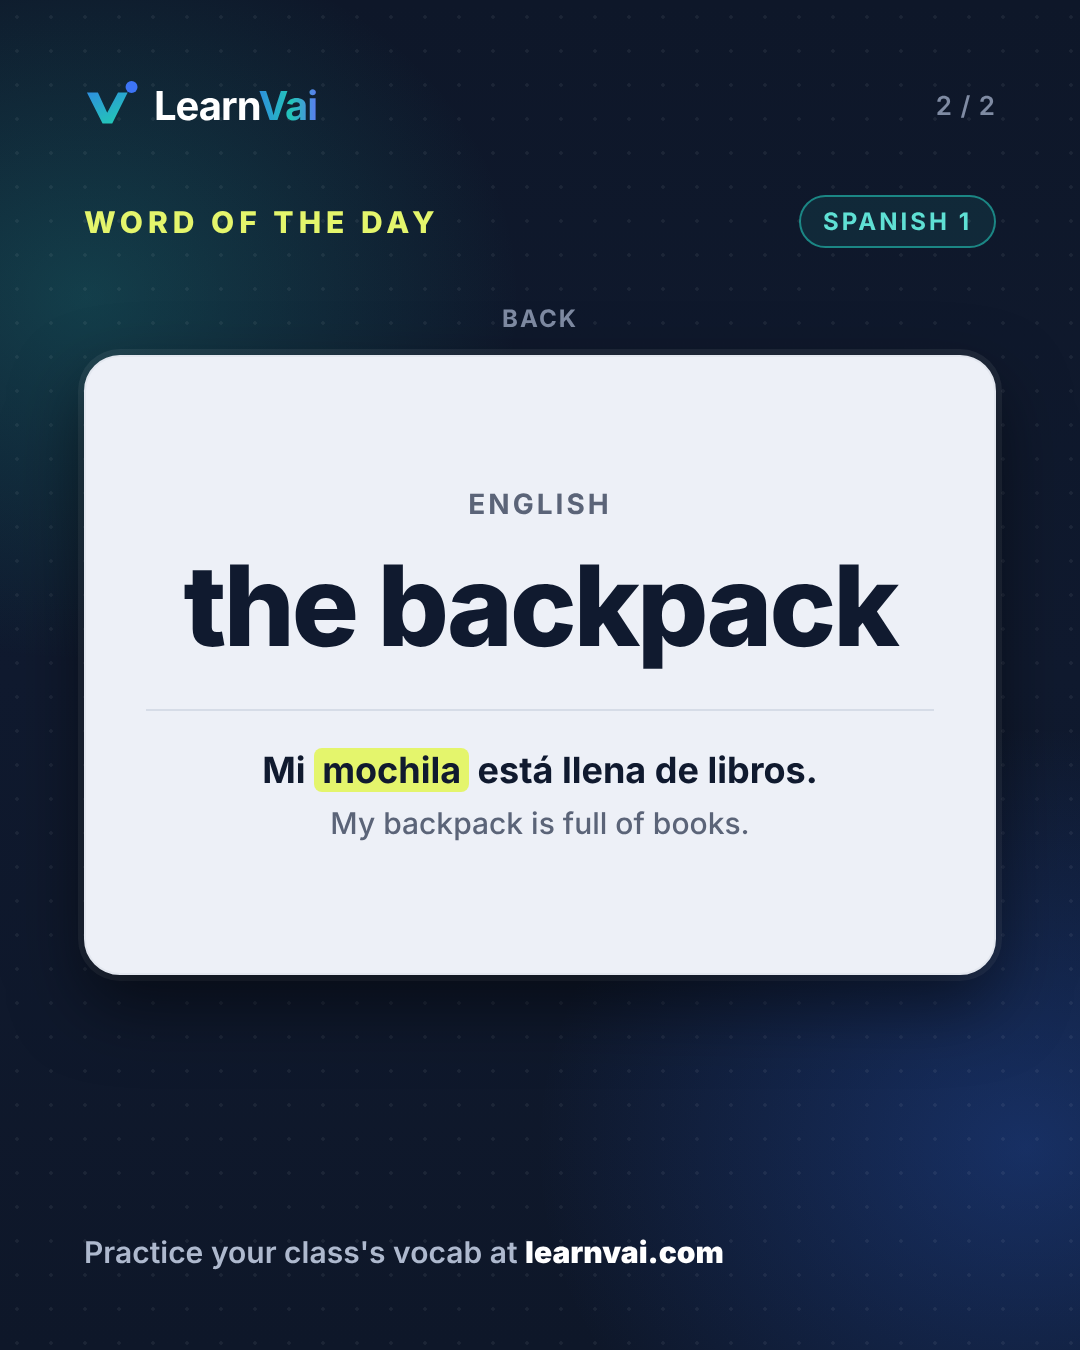 LearnVai
2 / 2
WORD OF THE DAY
SPANISH 1
BACK
ENGLISH
the backpack
Mi mochila está llena de libros.
My backpack is full of books.
Practice your class's vocab at learnvai.com